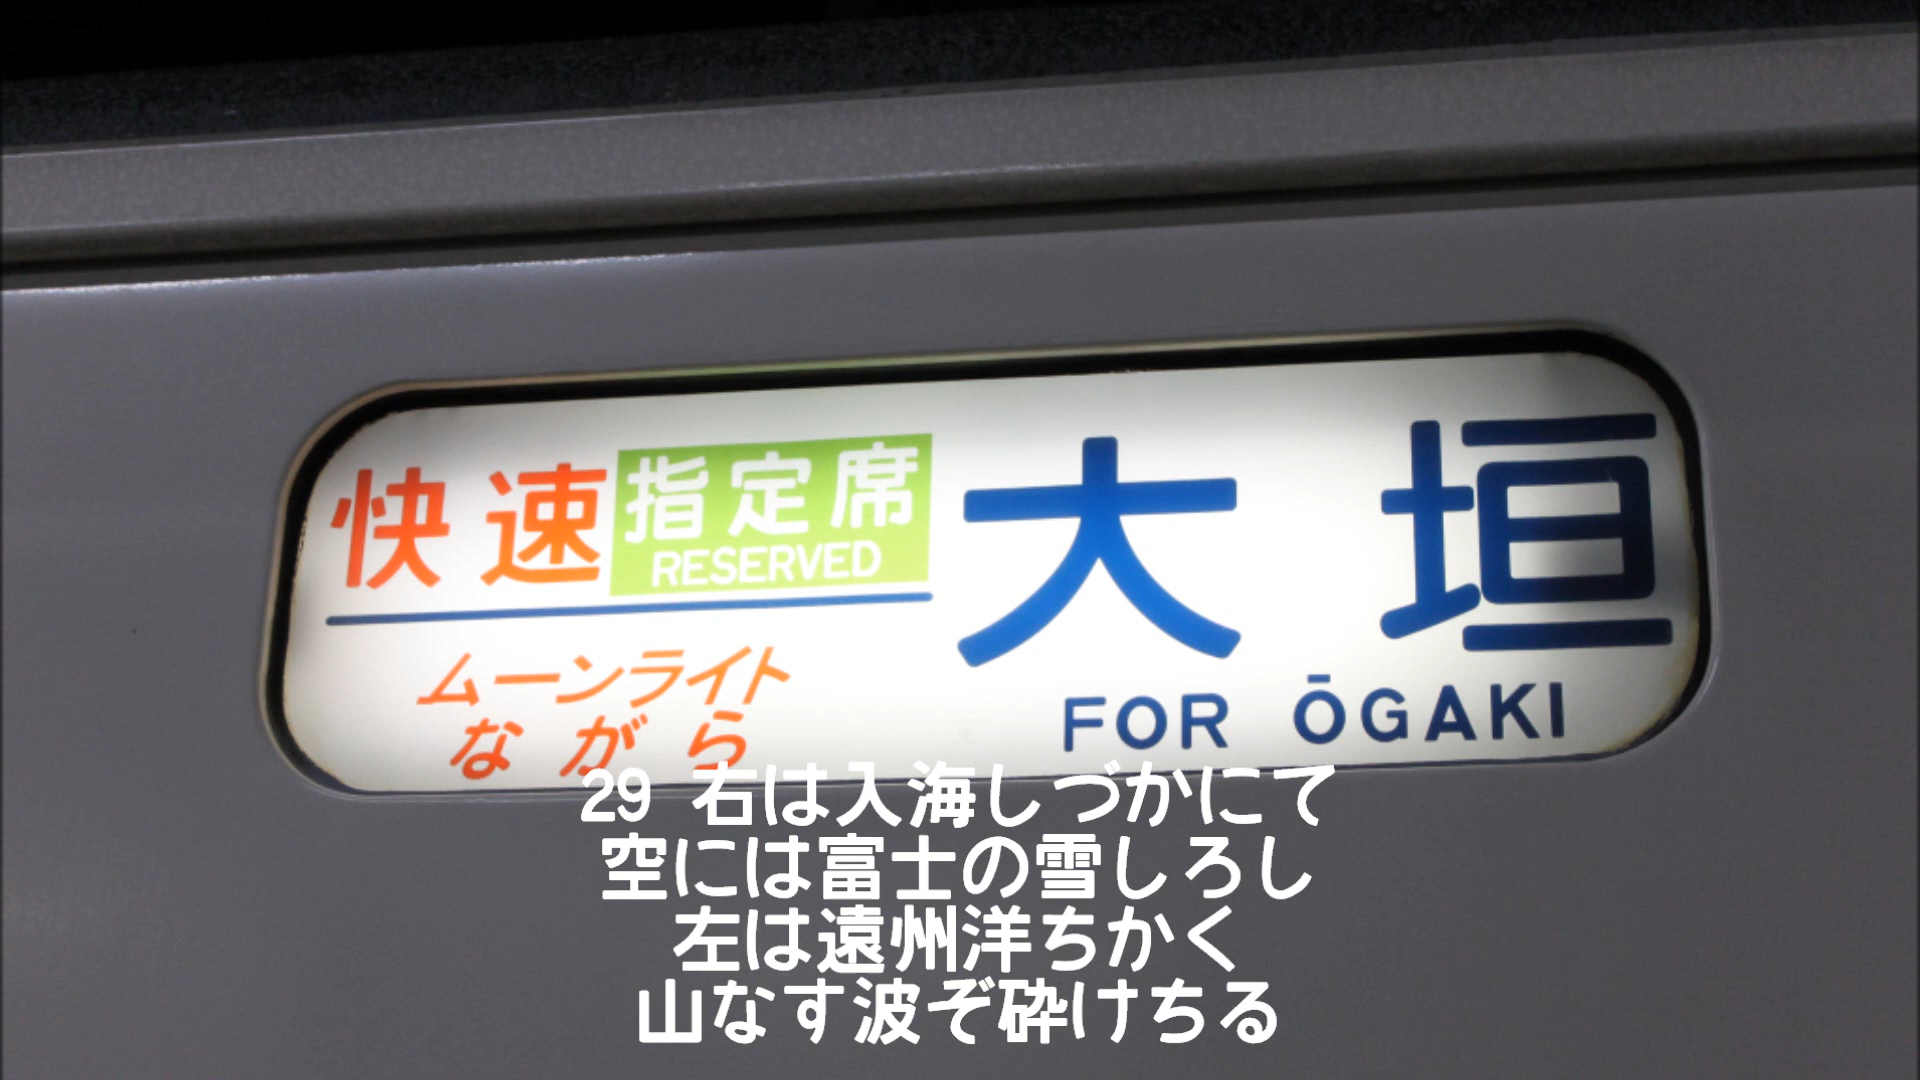 快速 指定席 大垣
RESERVED
ムーンライト
ながら
FOR ŌGAKI
29 右は入海しづかにて
空には富士の雪しろし
左は遠州洋ちかく
山なす波ぞ砕けちる